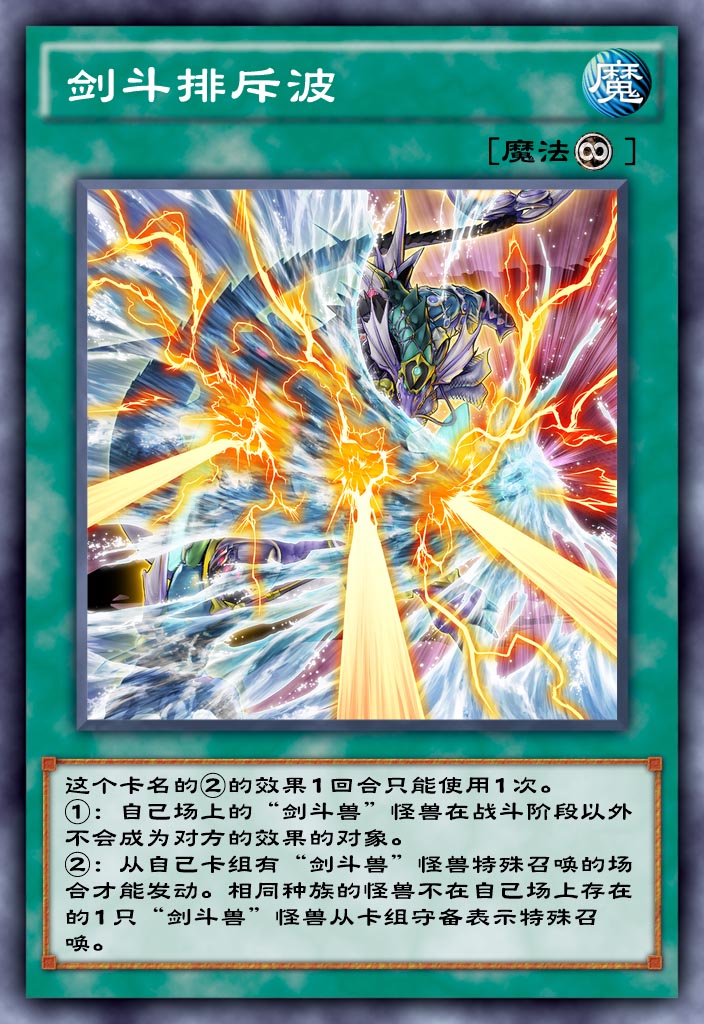 剑斗排斥波
魔
[魔法♾]
这个卡名的②的效果1回合只能使用1次。
①：自己场上的“剑斗兽”怪兽在战斗阶段以外
不会成为对方的效果的对象。
②：从自己卡组有“剑斗兽”怪兽特殊召唤的场
合才能发动。相同种族的怪兽不在自己场上存在
的1只“剑斗兽”怪兽从卡组守备表示特殊召
唤。